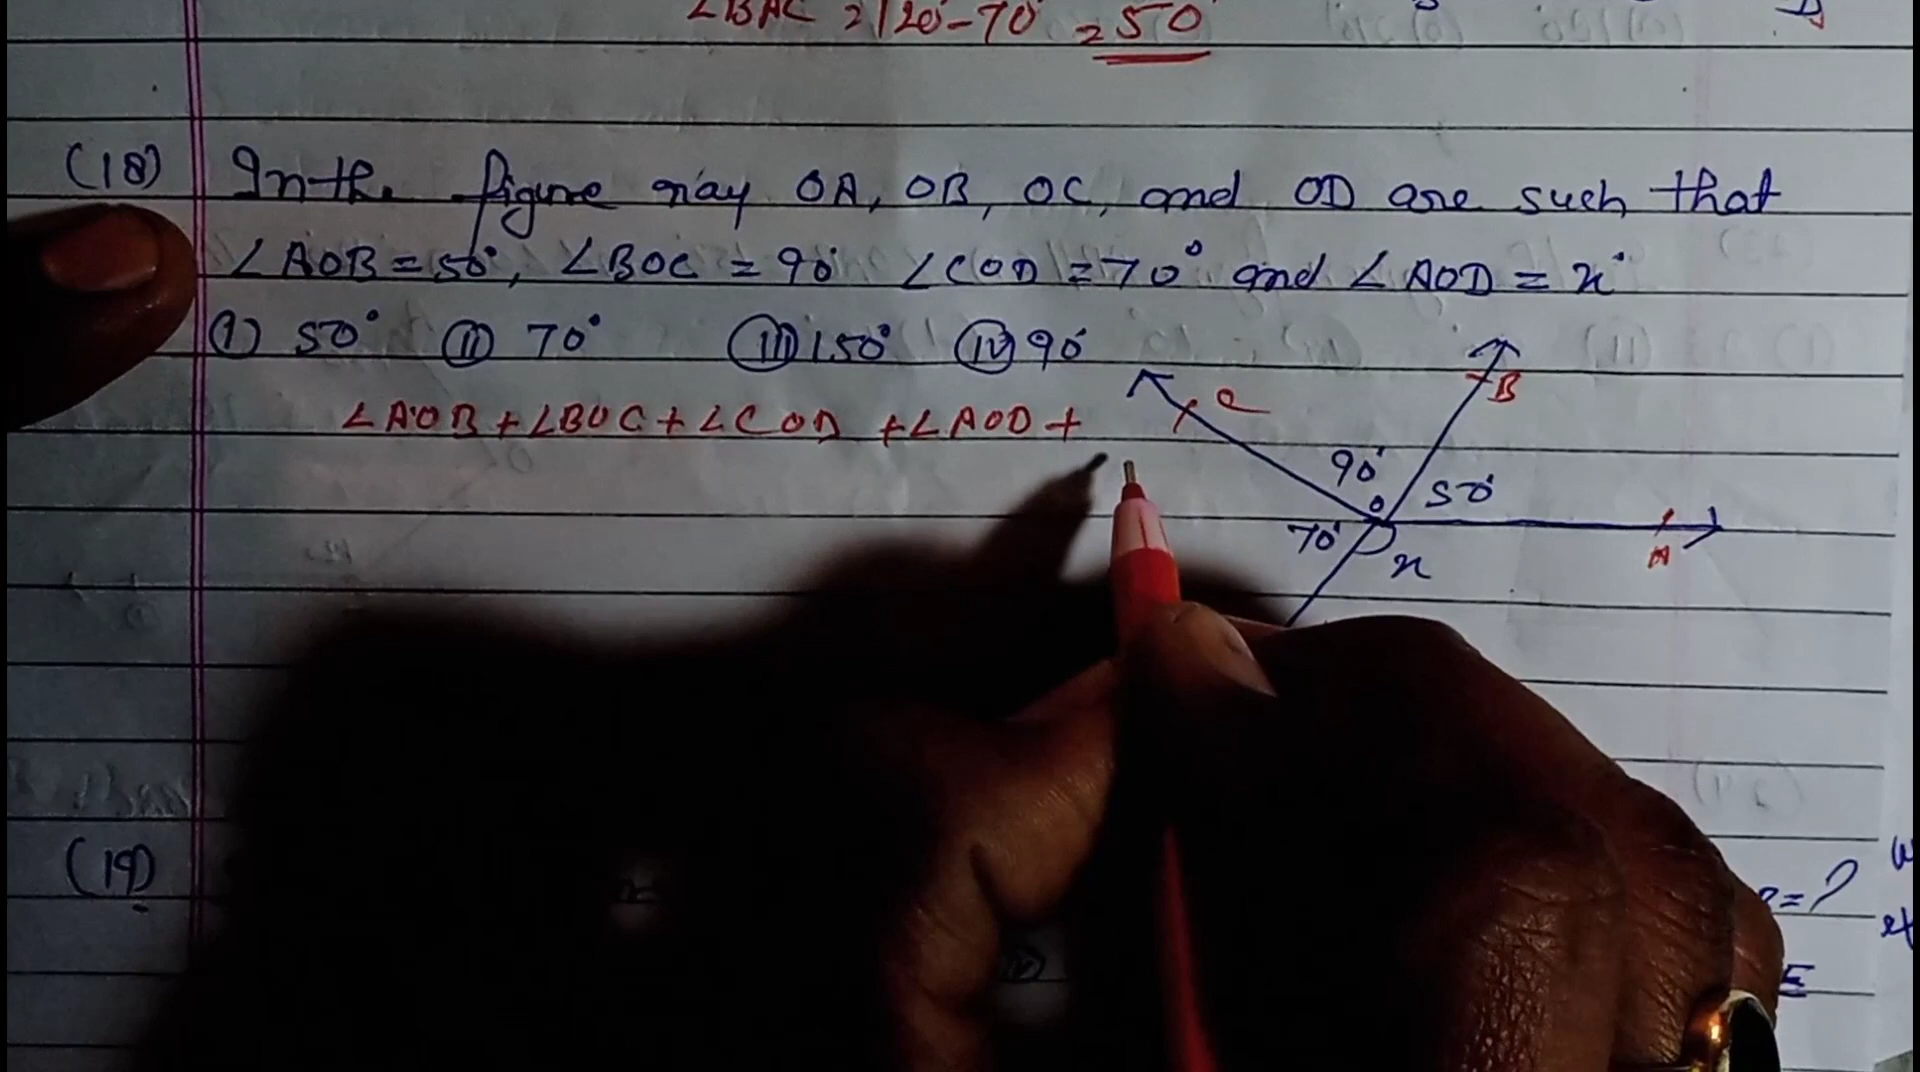 ∠BAC = 120° - 70° = 50
(18) In the figure ray OA, OB, OC, and OD are such that
∠AOB = 50°, ∠BOC = 90° ∠COD = 70° and ∠AOD = x°
(I) 50° (II) 70° (III) 150° (IV) 90°
∠AOB + ∠BOC + ∠COD + ∠AOD +
C B
90° 50°
O
70° x A
(19)
= ?
E